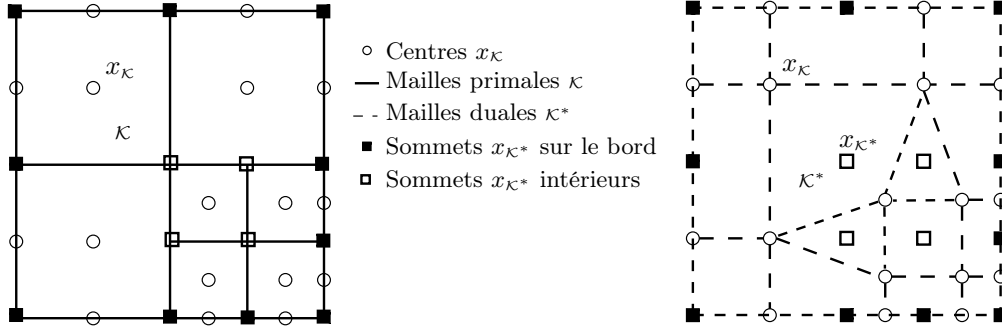 x_𝒦
𝒦
Centres x_𝒦
Mailles primales 𝒦
Mailles duales 𝒦*
Sommets x_𝒦* sur le bord
Sommets x_𝒦* intérieurs
x_𝒦
x_𝒦*
𝒦*